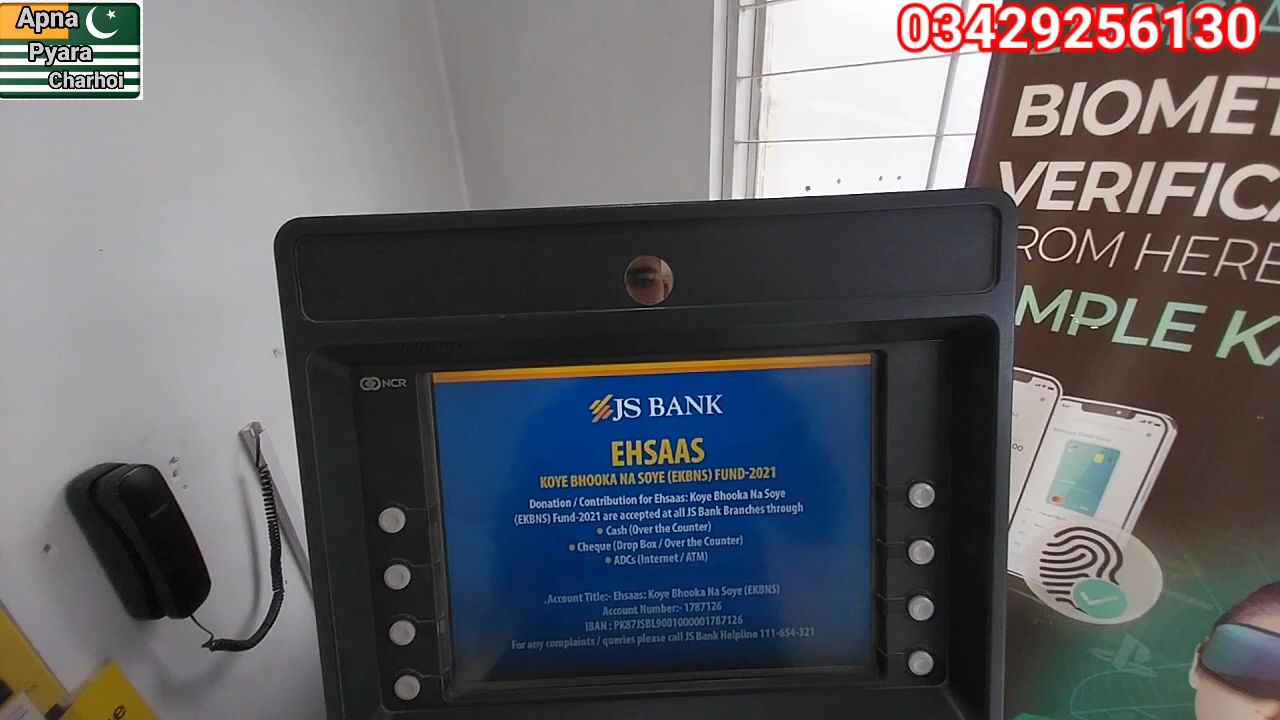 Apna
Pyara
Charhoi
03429256130
BIOMET
VERIFICA
ROM HERE
MPLE KA
NCR
JS BANK
EHSAAS
KOYE BHOOKA NA SOYE (EKBNS) FUND-2021
Donation / Contribution for Ehsaas: Koye Bhooka Na Soye
(EKBNS) Fund-2021 are accepted at all JS Bank Branches through
• Cash (Over the Counter)
• Cheque (Drop Box / Over the Counter)
• ADCs (Internet / ATM)
.Account Title:- Ehsaas: Koye Bhooka Na Soye (EKBNS)
Account Number:- 1787126
IBAN : PK87JSBL9001000001787126
For any complaints / queries please call JS Bank Helpline 111-654-321